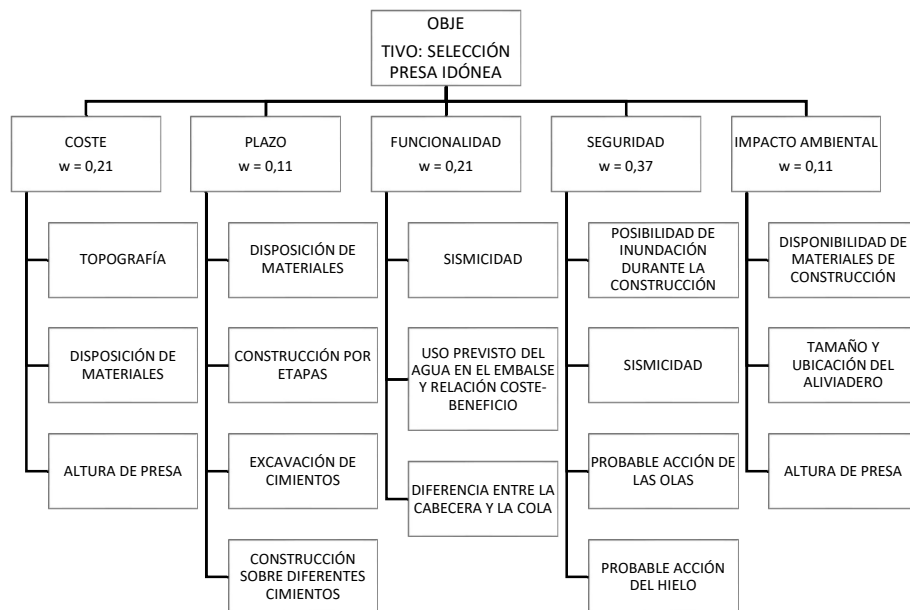 OBJE
TIVO: SELECCIÓN
PRESA IDÓNEA
COSTE
w = 0,21
PLAZO
w = 0,11
FUNCIONALIDAD
w = 0,21
SEGURIDAD
w = 0,37
IMPACTO AMBIENTAL
w = 0,11
TOPOGRAFÍA
DISPOSICIÓN DE
MATERIALES
ALTURA DE PRESA
DISPOSICIÓN DE
MATERIALES
CONSTRUCCIÓN POR
ETAPAS
EXCAVACIÓN DE
CIMIENTOS
CONSTRUCCIÓN
SOBRE DIFERENTES
CIMIENTOS
SISMICIDAD
USO PREVISTO DEL
AGUA EN EL EMBALSE
Y RELACIÓN COSTE-
BENEFICIO
DIFERENCIA ENTRE LA
CABECERA Y LA COLA
POSIBILIDAD DE
INUNDACIÓN
DURANTE LA
CONSTRUCCIÓN
SISMICIDAD
PROBABLE ACCIÓN DE
LAS OLAS
PROBABLE ACCIÓN
DEL HIELO
DISPONIBILIDAD DE
MATERIALES DE
CONSTRUCCIÓN
TAMAÑO Y
UBICACIÓN DEL
ALIVIADERO
ALTURA DE PRESA